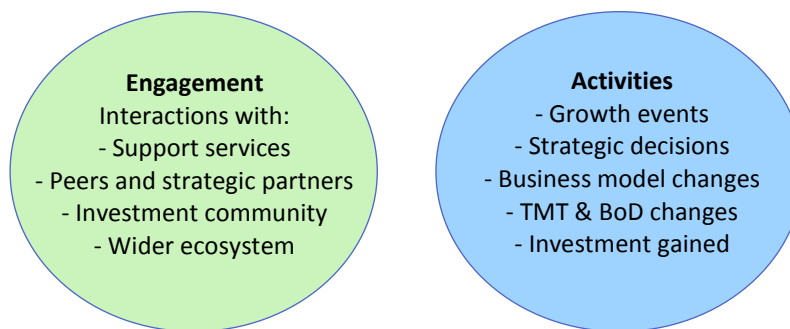 Engagement
Interactions with:
- Support services
- Peers and strategic partners
- Investment community
- Wider ecosystem
Activities
- Growth events
- Strategic decisions
- Business model changes
- TMT & BoD changes
- Investment gained